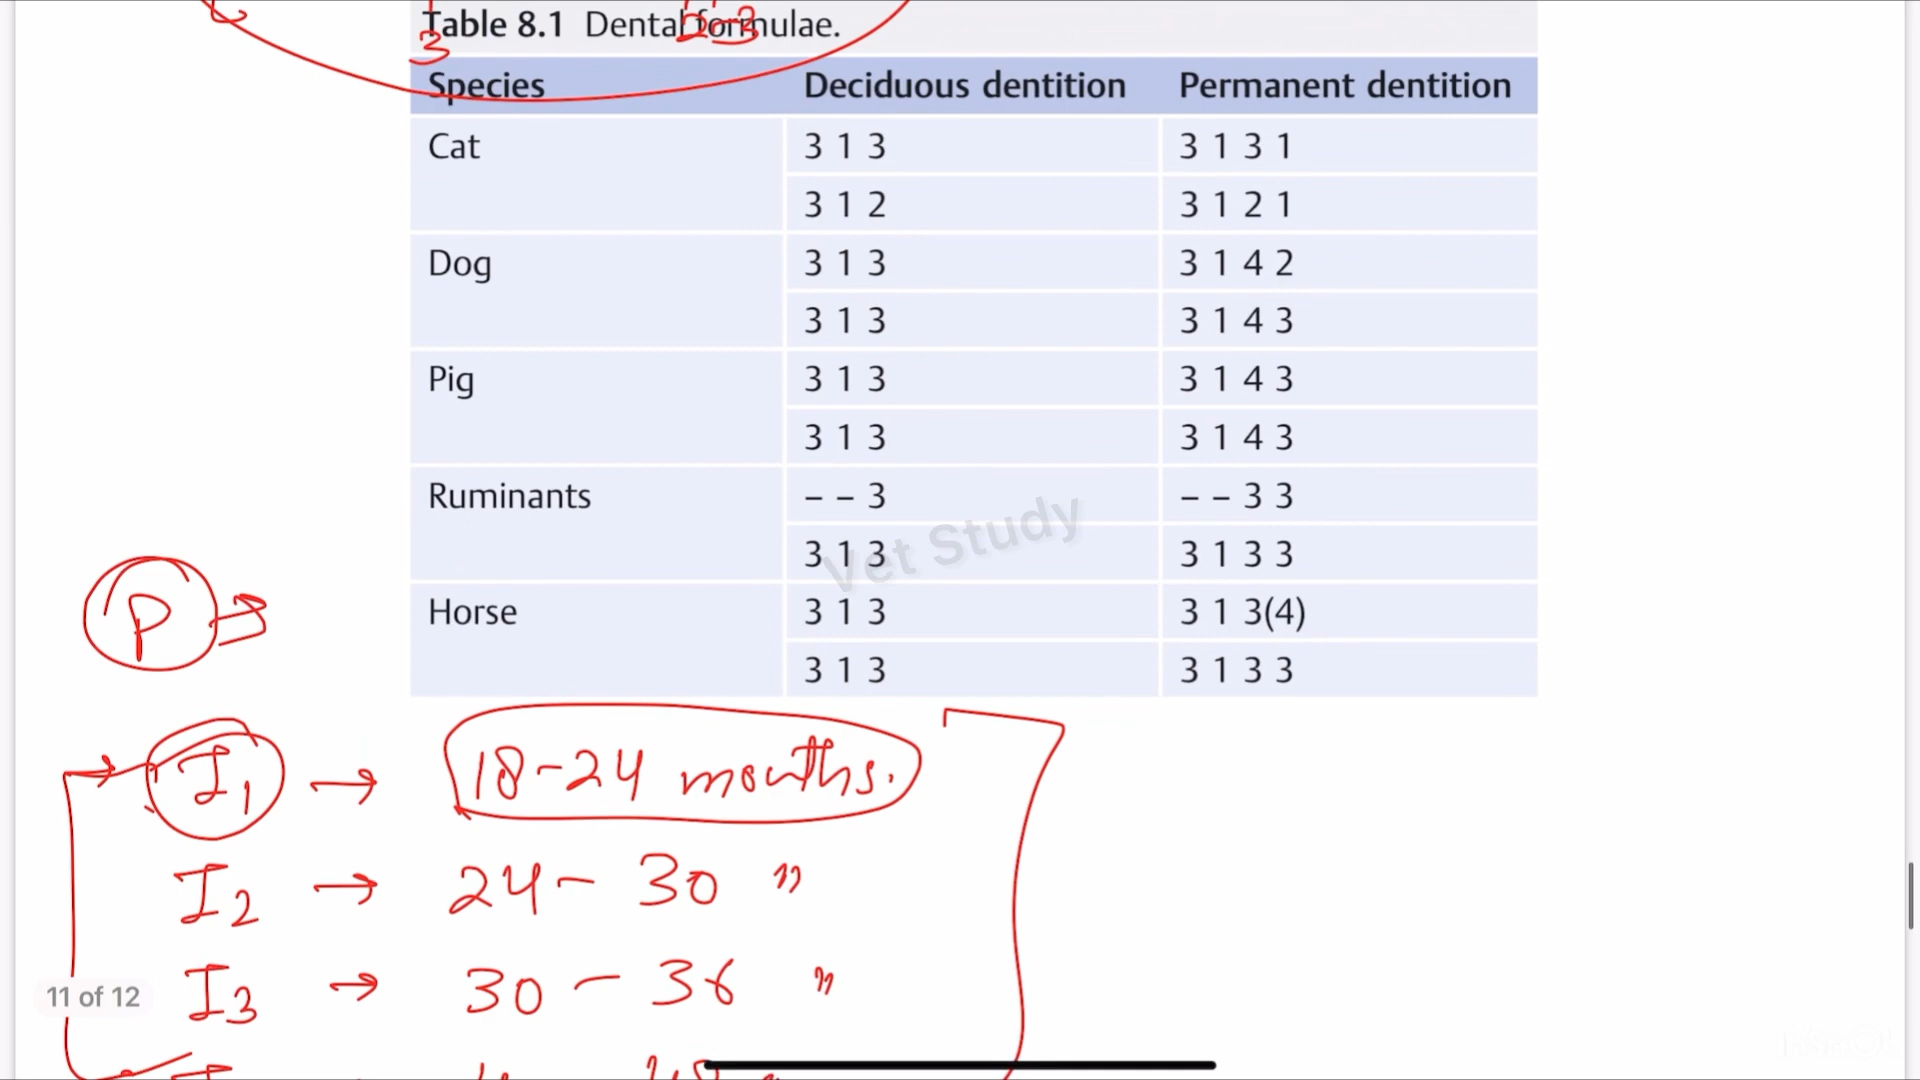 Table 8.1 Dental formulae.
3
Species Deciduous dentition Permanent dentition
Cat 3 1 3 3 1 3 1
3 1 2 3 1 2 1
Dog 3 1 3 3 1 4 2
3 1 3 3 1 4 3
Pig 3 1 3 3 1 4 3
3 1 3 3 1 4 3
Ruminants – – 3 – – 3 3
3 1 3 3 1 3 3
Vet Study
P
Horse 3 1 3 3 1 3(4)
3 1 3 3 1 3 3
I1 → 18-24 months.
I2 → 24- 30 "
I3 → 30 - 36 "
11 of 12